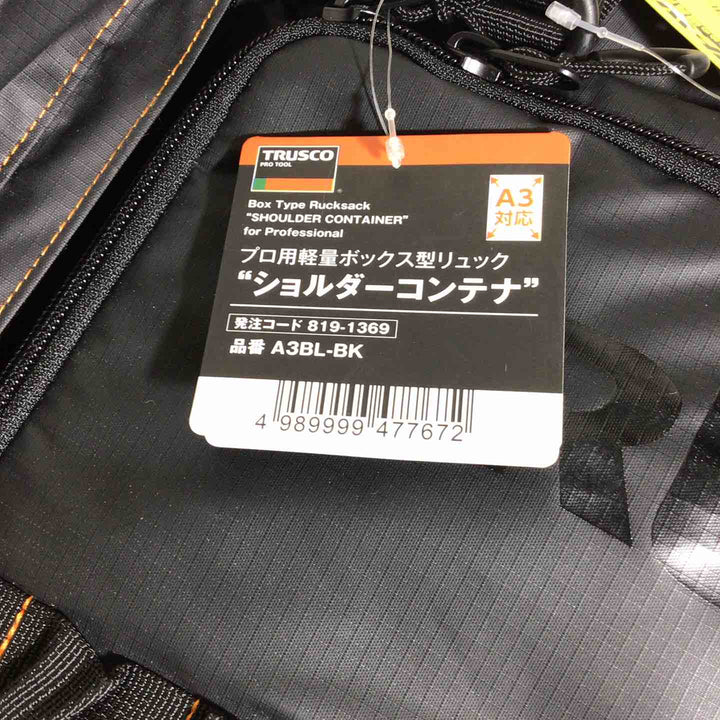 TRUSCO
PRO TOOL
Box Type Rucksack
"SHOULDER CONTAINER"
for Professional
A3
対応
プロ用軽量ボックス型リュック
“ショルダーコンテナ”
発注コード 819-1369
品番 A3BL-BK
4 989999 477672